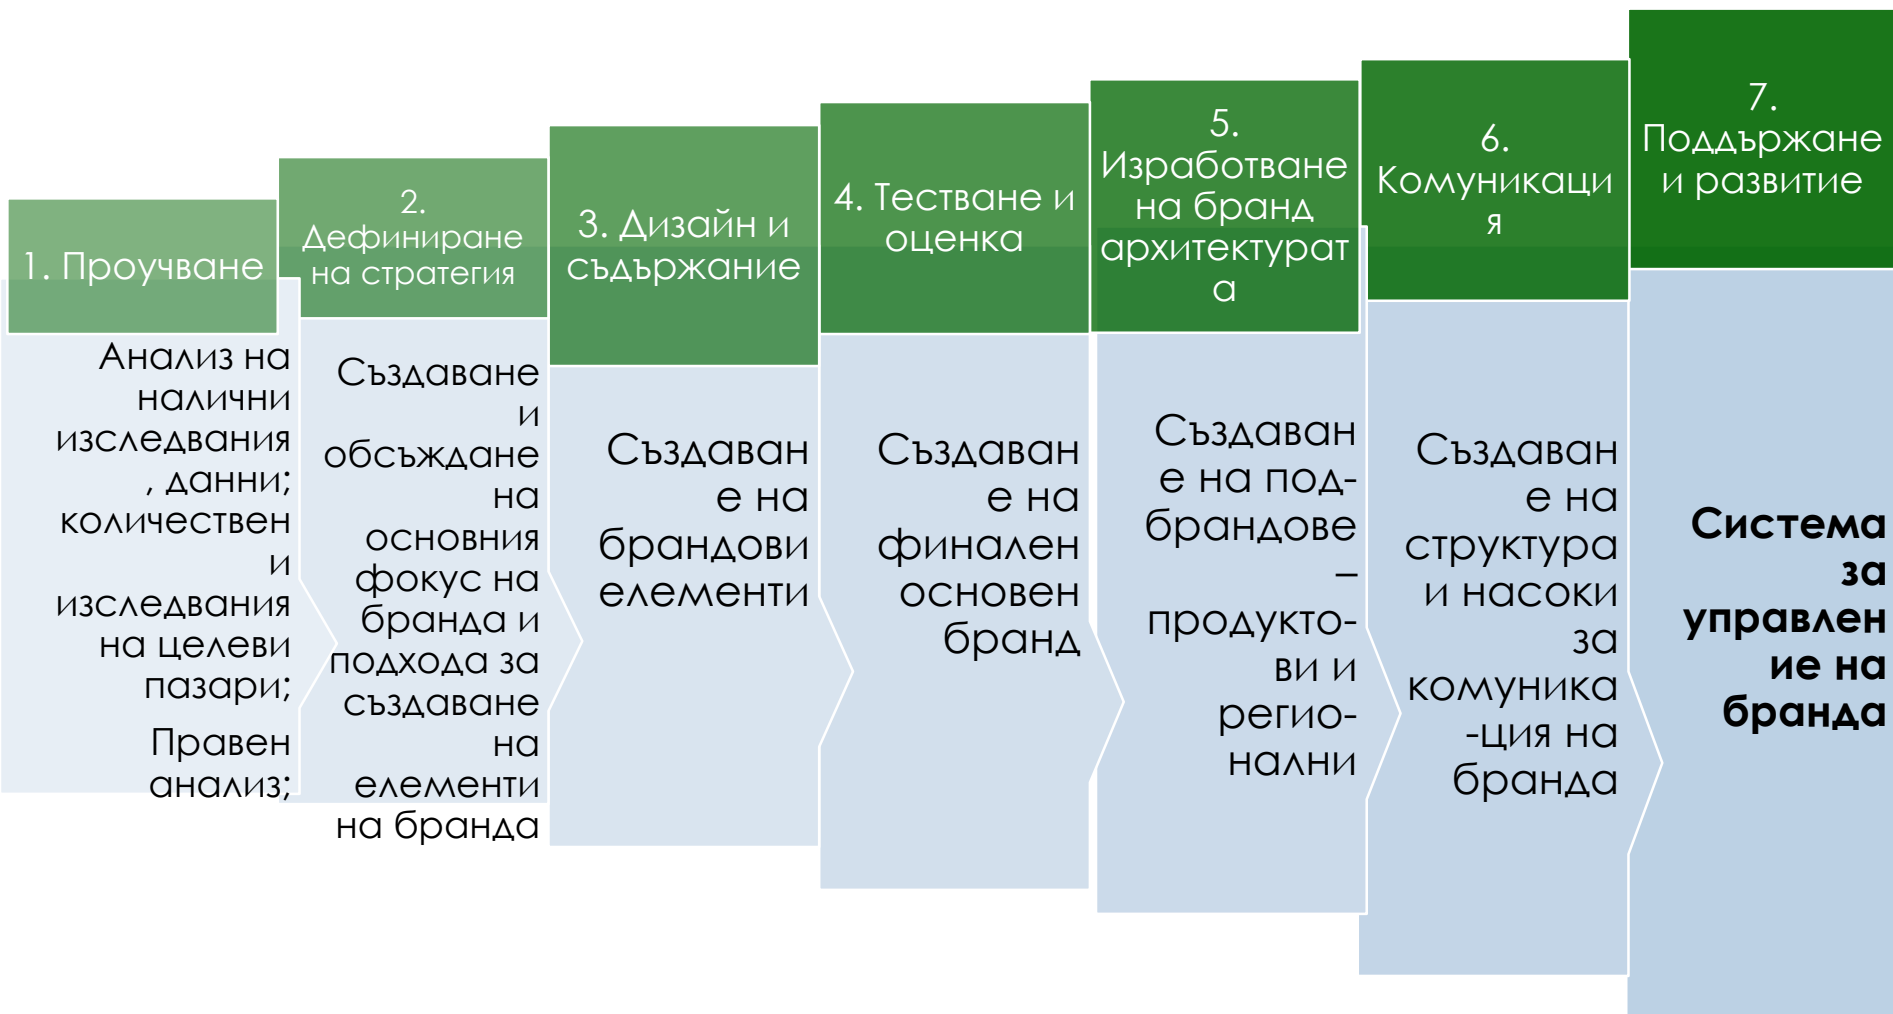 1. Проучване
Анализ на
налични
изследвания
, данни;
количествен
и
изследвания
на целеви
пазари;
Правен
анализ;
2.
Дефиниране
на стратегия
Създаване
и
обсъждане
на
основния
фокус на
бранда и
подхода за
създаване
на
елементи
на бранда
3. Дизайн и
съдържание
Създаван
е на
брандови
елементи
4. Тестване и
оценка
Създаван
е на
финален
основен
бранд
5.
Изработване
на бранд
архитектурат
а
Създаван
е на под-
брандове
–
продукто-
ви и
регио-
нални
6.
Комуникаци
я
Създаван
е на
структура
и насоки
за
комуника
-ция на
бранда
7.
Поддържане
и развитие
Система
за
управлен
ие на
бранда